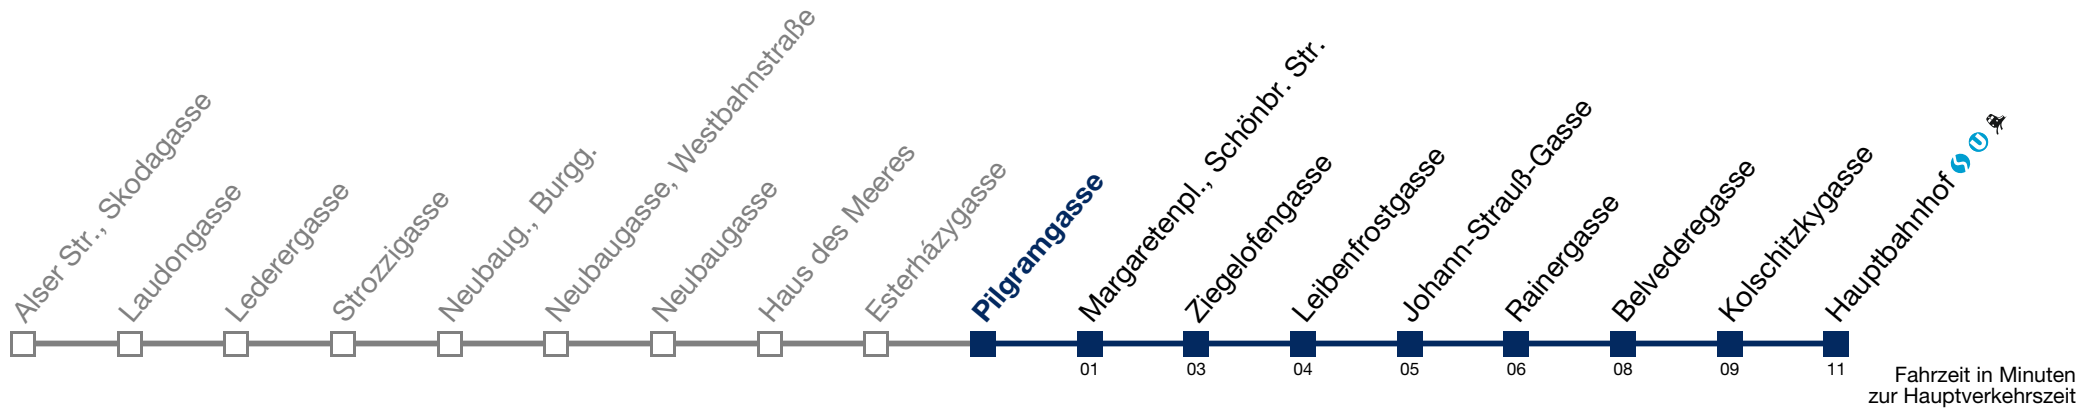 Alser Str., Skodagasse
Laudongasse
Lederergasse
Strozzigasse
Neubaug., Burgg.
Neubaugasse, Westbahnstraße
Neubaugasse
Haus des Meeres
Esterházygasse
Pilgramgasse
Margaretenpl., Schönbr. Str.
Ziegelofengasse
Leibenfrostgasse
Johann-Strauß-Gasse
Rainergasse
Belvederegasse
Kolschitzkygasse
Hauptbahnhof S U
01 03 04 05 06 08 09 11
Fahrzeit in Minuten
zur Hauptverkehrszeit